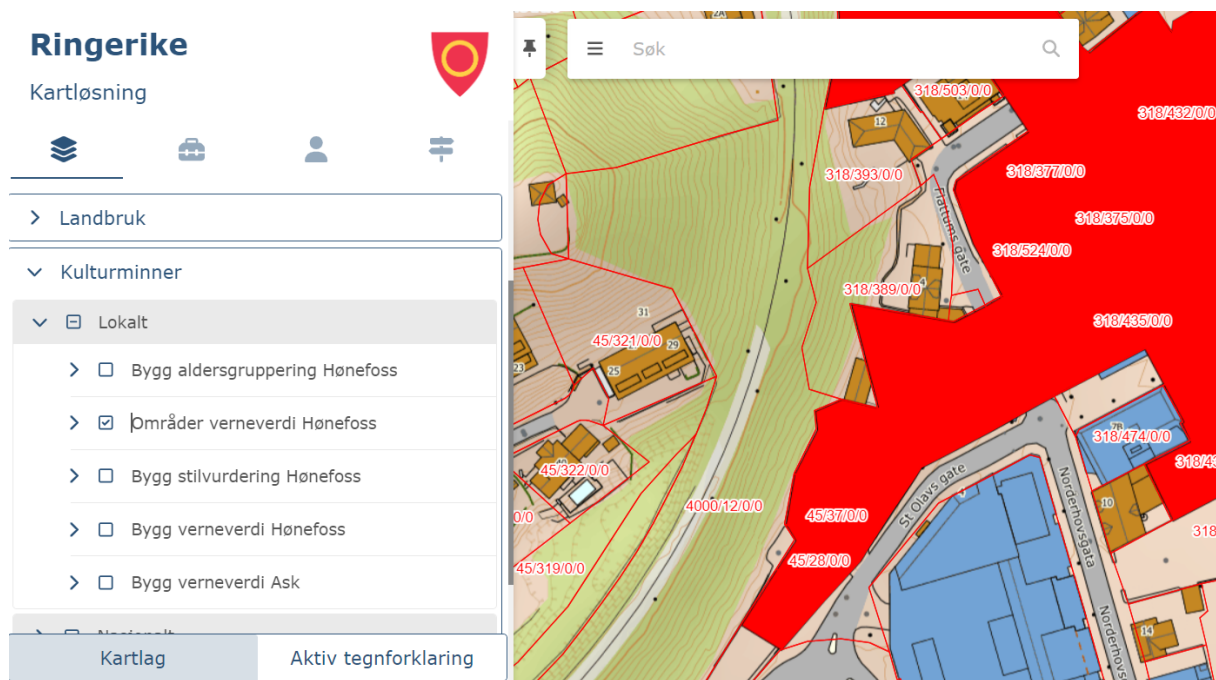 Ringerike
Kartløsning
Landbruk
Kulturminner
Lokalt
Bygg aldersgruppering Hønefoss
Områder verneverdi Hønefoss
Bygg stilvurdering Hønefoss
Bygg verneverdi Hønefoss
Bygg verneverdi Ask
Nasjonalt
Kartlag
Aktiv tegnforklaring
Søk
2A
318/503/0/0
318/432/0/0
12
318/393/0/0
318/377/0/0
Flattums gate
318/375/0/0
318/524/0/0
318/389/0/0
4
31
318/435/0/0
45/321/0/0
29
23
25
7B
318/474/0/0
318/43
45/322/0/0
St Olavs gate
Norderhovsgata
4000/12/0/0
10
0/0
45/37/0/0
318
45/28/0/0
45/319/0/0
Norderhovs
14